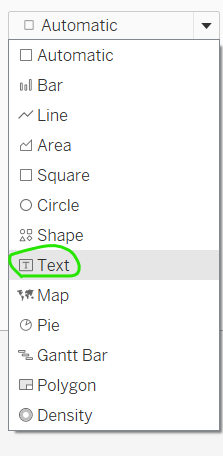 Automatic
Automatic
Bar
Line
Area
Square
Circle
Shape
Text
Map
Pie
Gantt Bar
Polygon
Density